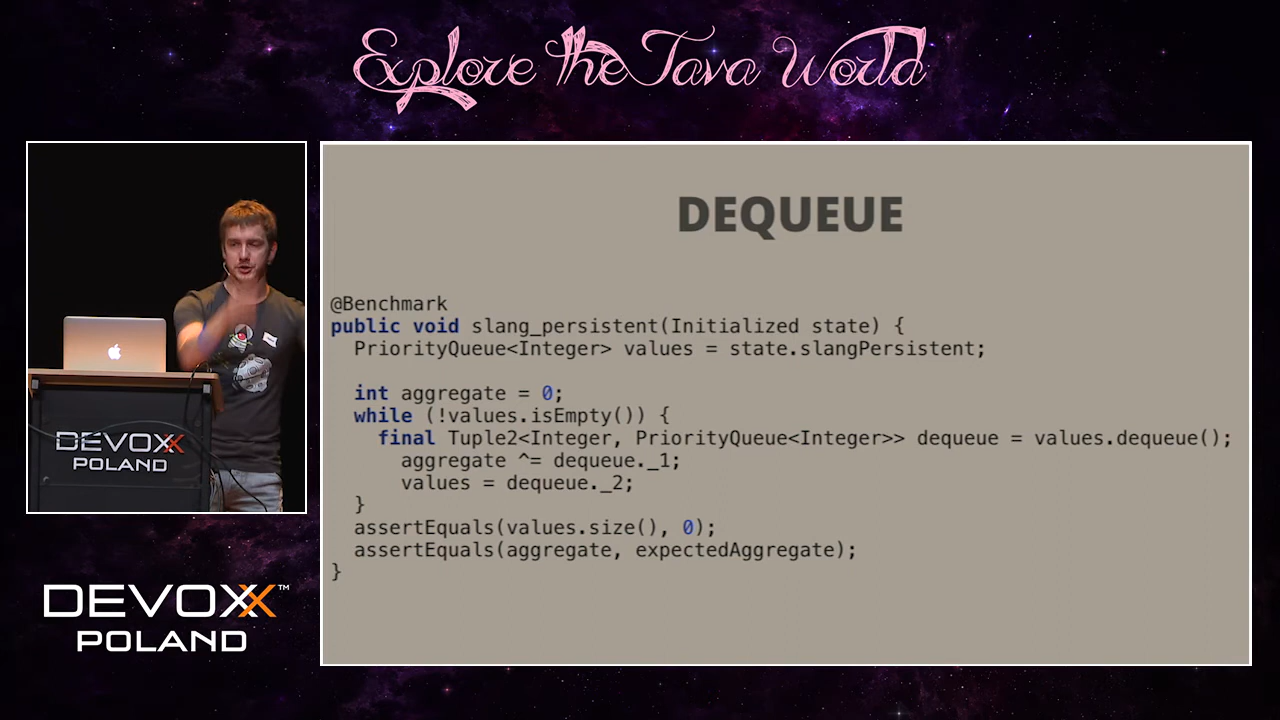 Explore the Java World
DEQUEUE
@Benchmark
public void slang_persistent(Initialized state) {
  PriorityQueue<Integer> values = state.slangPersistent;
  int aggregate = 0;
  while (!values.isEmpty()) {
    final Tuple2<Integer, PriorityQueue<Integer>> dequeue = values.dequeue();
      aggregate ^= dequeue._1;
      values = dequeue._2;
  }
  assertEquals(values.size(), 0);
  assertEquals(aggregate, expectedAggregate);
}
DEVOXX
POLAND
DEVOXX™
POLAND